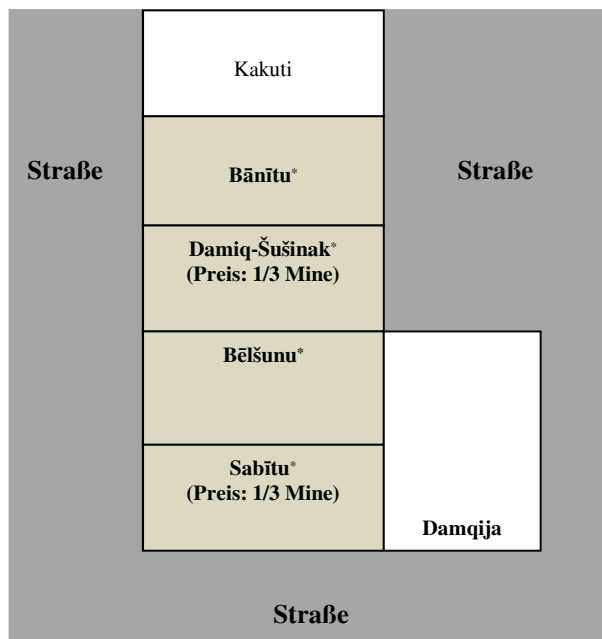 Kakuti
Straße
Bānītu*
Straße
Damiq-Šušinak*
(Preis: 1/3 Mine)
Bēlšunu*
Sabītu*
(Preis: 1/3 Mine)
Damqija
Straße